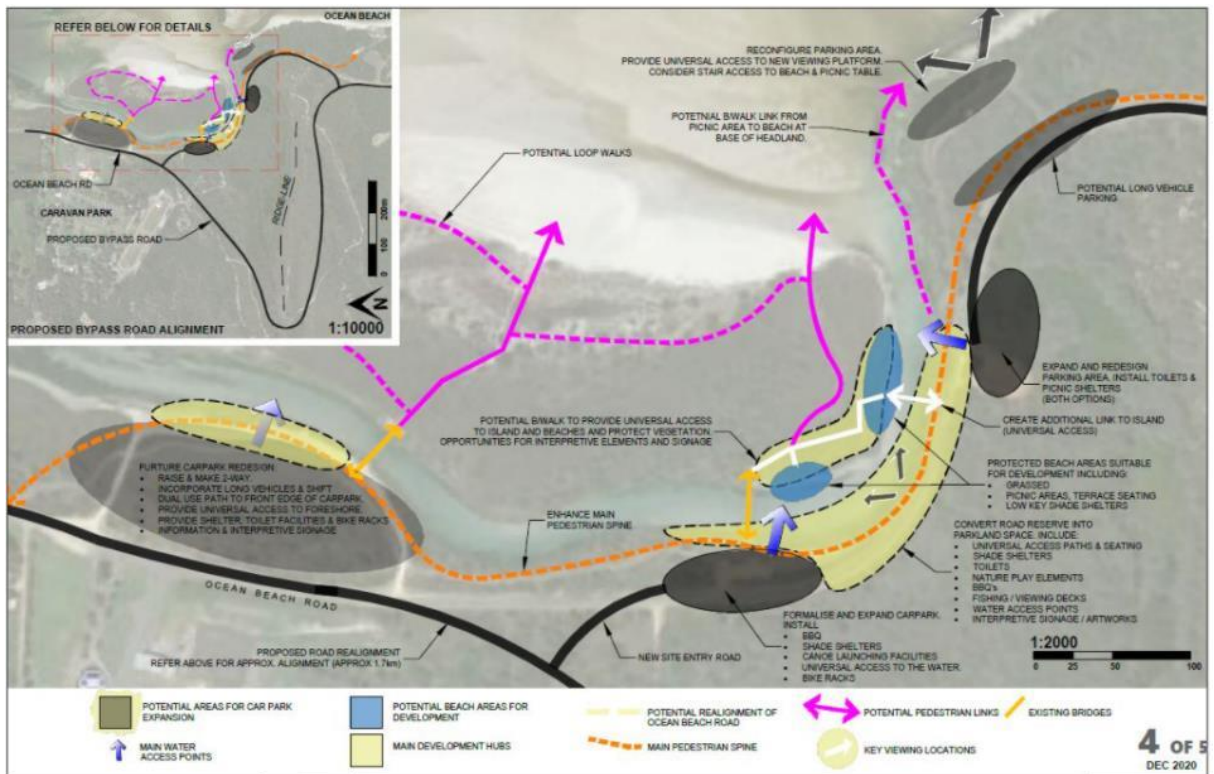 REFER BELOW FOR DETAILS
OCEAN BEACH
OCEAN BEACH RD
CARAVAN PARK
PROPOSED BYPASS ROAD
RIDGE-LINE
0 100 200m
N
PROPOSED BYPASS ROAD ALIGNMENT
1:10000
RECONFIGURE PARKING AREA.
PROVIDE UNIVERSAL ACCESS TO NEW VIEWING PLATFORM.
CONSIDER STAIR ACCESS TO BEACH & PICNIC TABLE.
POTETNIAL B/WALK LINK FROM
PICNIC AREA TO BEACH AT
BASE OF HEADLAND.
POTENTIAL LOOP WALKS
POTENTIAL LONG VEHICLE
PARKING
EXPAND AND REDESIGN
PARKING AREA, INSTALL TOILETS &
PICNIC SHELTERS
(BOTH OPTIONS)
POTENTIAL B/WALK TO PROVIDE UNIVERSAL ACCESS
TO ISLAND AND BEACHES AND PROTECT VEGETATION
OPPORTUNITIES FOR INTERPRETIVE ELEMENTS AND SIGNAGE
CREATE ADDITIONAL LINK TO ISLAND
(UNIVERSAL ACCESS)
PROTECTED BEACH AREAS SUITABLE
FOR DEVELOPMENT INCLUDING:
• GRASSED
• PICNIC AREAS, TERRACE SEATING
• LOW KEY SHADE SHELTERS
FURTURE CARPARK REDESIGN:
• RAISE & MAKE 2-WAY.
• INCORPORATE LONG VEHICLES & SHIFT
DUAL USE PATH TO FRONT EDGE OF CARPARK.
• PROVIDE UNIVERSAL ACCESS TO FORESHORE.
• PROVIDE SHELTER, TOILET FACILITIES & BIKE RACKS
• INFORMATION & INTERPRETIVE SIGNAGE
ENHANCE MAIN
PEDESTRIAN SPINE
CONVERT ROAD RESERVE INTO
PARKLAND SPACE. INCLUDE:
• UNIVERSAL ACCESS PATHS & SEATING
• SHADE SHELTERS
• TOILETS
• NATURE PLAY ELEMENTS
• BBQ's
• FISHING / VIEWING DECKS
• WATER ACCESS POINTS
• INTERPRETIVE SIGNAGE / ARTWORKS
OCEAN BEACH ROAD
PROPOSED ROAD REALIGNMENT
REFER ABOVE FOR APPROX. ALIGNMENT (APPROX 1.7km)
NEW SITE ENTRY ROAD
FORMALISE AND EXPAND CARPARK.
INSTALL
• BBQ
• SHADE SHELTERS
• CANOE LAUNCHING FACILITIES
• UNIVERSAL ACCESS TO THE WATER.
• BIKE RACKS
1:2000
0 25 50 100
POTENTIAL AREAS FOR CAR PARK
EXPANSION
MAIN WATER
ACCESS POINTS
POTENTIAL BEACH AREAS FOR
DEVELOPMENT
MAIN DEVELOPMENT HUBS
POTENTIAL REALIGNMENT OF
OCEAN BEACH ROAD
MAIN PEDESTRIAN SPINE
POTENTIAL PEDESTRIAN LINKS
EXISTING BRIDGES
KEY VIEWING LOCATIONS
4 OF 5
DEC 2020